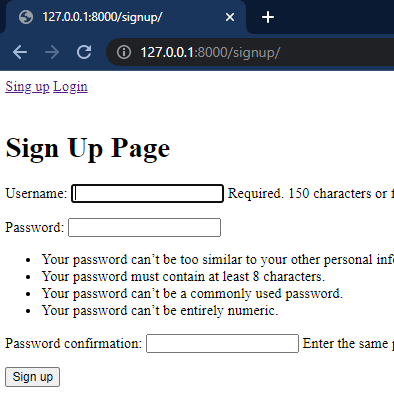 127.0.0.1:8000/signup/
127.0.0.1:8000/signup/
Sing up Login
Sign Up Page
Username: Required. 150 characters or f
Password:
Your password can’t be too similar to your other personal inf
Your password must contain at least 8 characters.
Your password can’t be a commonly used password.
Your password can’t be entirely numeric.
Password confirmation: Enter the same p
Sign up